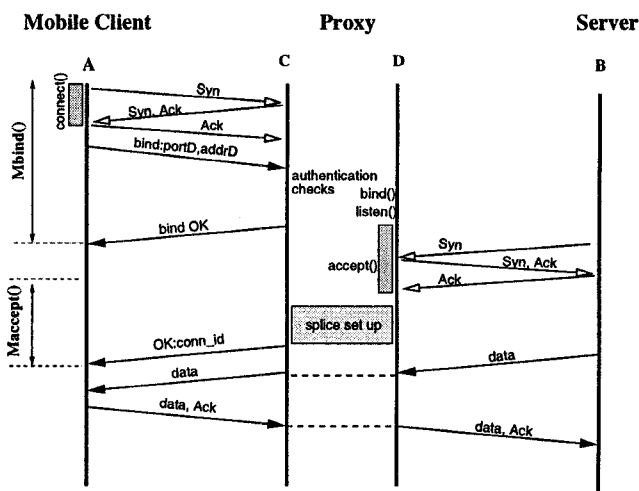 Mobile Client
Proxy
Server
A
C
D
B
connect()
Mbind()
Syn
Syn, Ack
Ack
bind:portD,addrD
authentication
checks
bind()
listen()
bind OK
accept()
Syn
Syn, Ack
Ack
Maccept()
splice set up
OK:conn_id
data
data
data, Ack
data, Ack